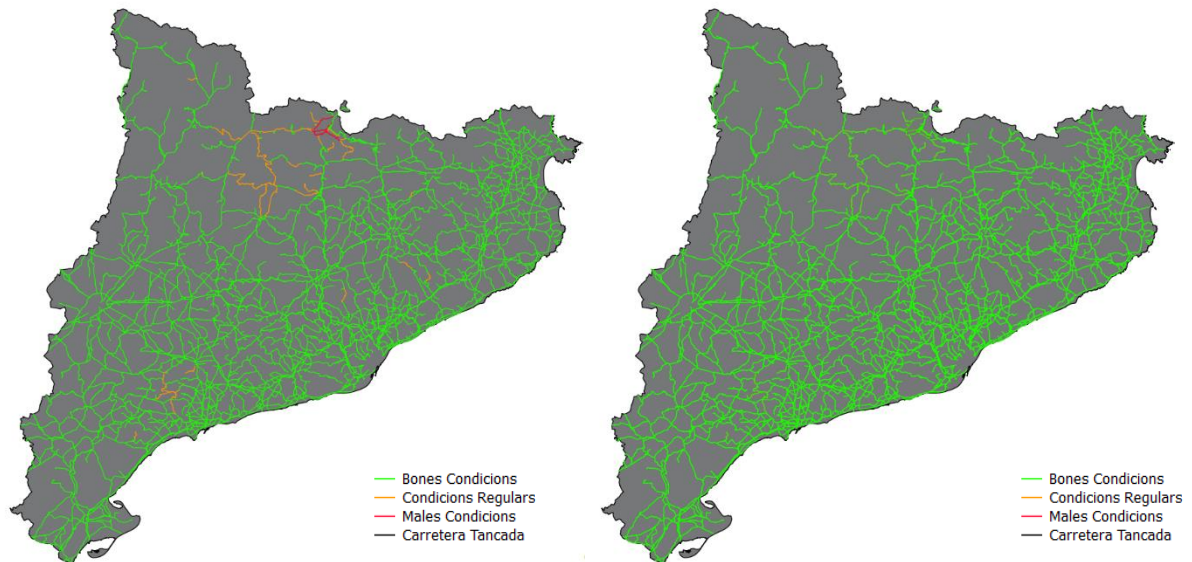 Bones Condicions
Condicions Regulars
Males Condicions
Carretera Tancada
Bones Condicions
Condicions Regulars
Males Condicions
Carretera Tancada